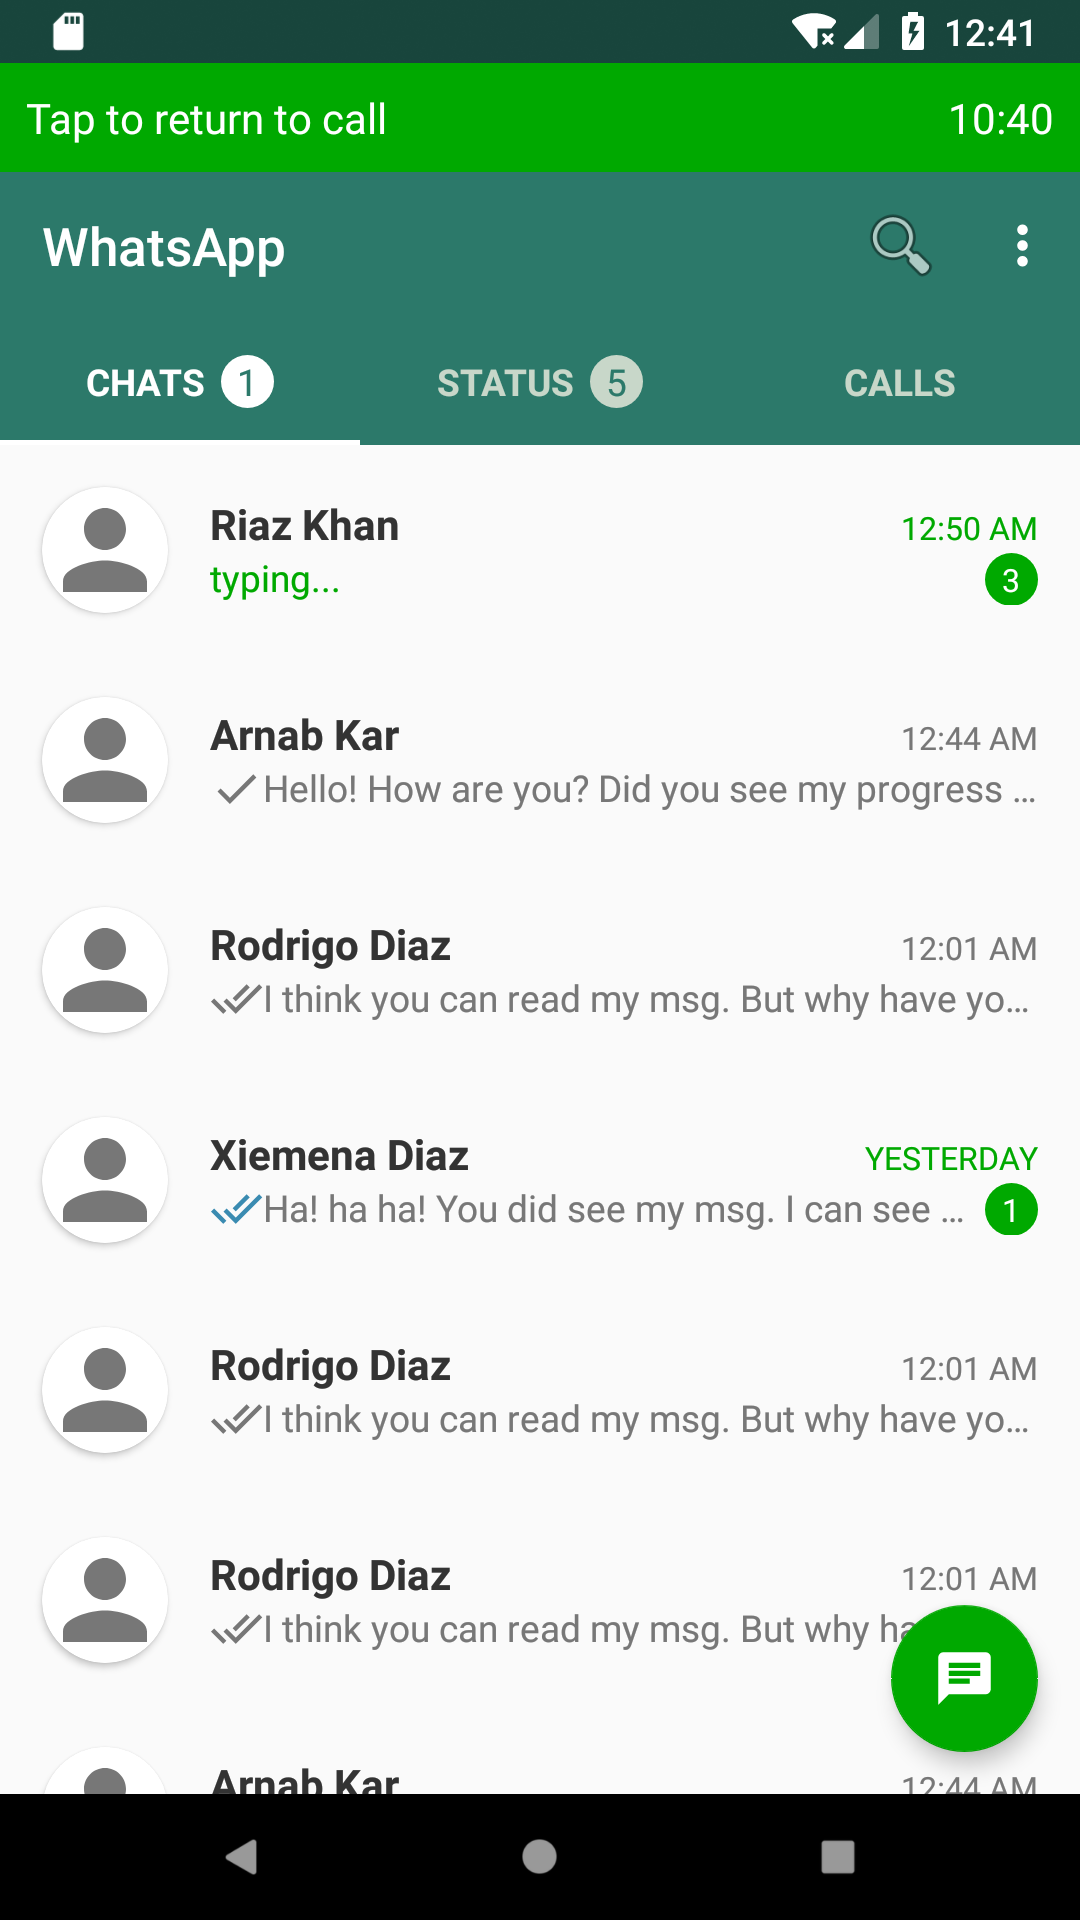 12:41
Tap to return to call 10:40
WhatsApp
CHATS 1 STATUS 5 CALLS
Riaz Khan 12:50 AM
typing... 3
Arnab Kar 12:44 AM
Hello! How are you? Did you see my progress ...
Rodrigo Diaz 12:01 AM
I think you can read my msg. But why have yo...
Xiemena Diaz YESTERDAY
Ha! ha ha! You did see my msg. I can see ... 1
Rodrigo Diaz 12:01 AM
I think you can read my msg. But why have yo...
Rodrigo Diaz 12:01 AM
I think you can read my msg. But why ha
Arnab Kar 12:44 AM